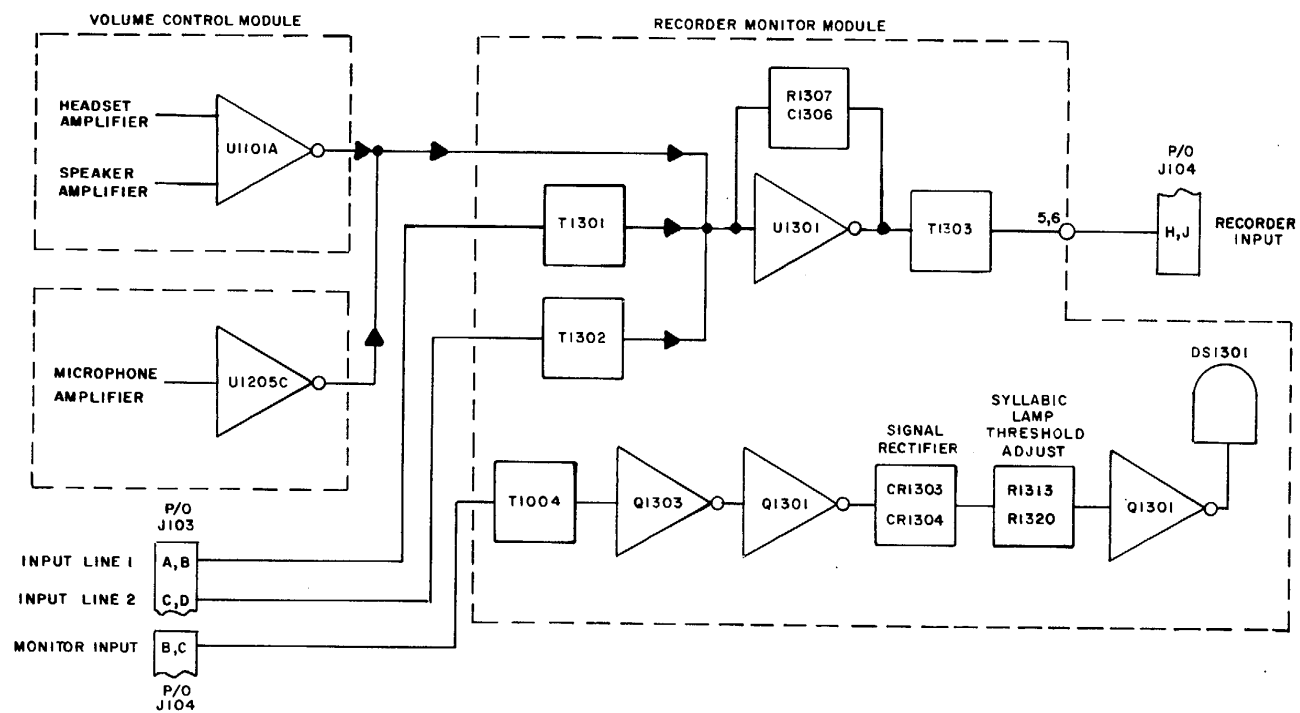 VOLUME CONTROL MODULE
HEADSET
AMPLIFIER
SPEAKER
AMPLIFIER
U1101A
MICROPHONE
AMPLIFIER
U1205C
P/O
J103
INPUT LINE 1
A,B
INPUT LINE 2
C,D
MONITOR INPUT
B,C
P/O
J104
RECORDER MONITOR MODULE
R1307
C1306
T1301
U1301
T1303
5,6
T1302
P/O
J104
H,J
RECORDER
INPUT
T1004
Q1303
Q1301
SIGNAL
RECTIFIER
CR1303
CR1304
SYLLABIC
LAMP
THRESHOLD
ADJUST
R1313
R1320
Q1301
DS1301